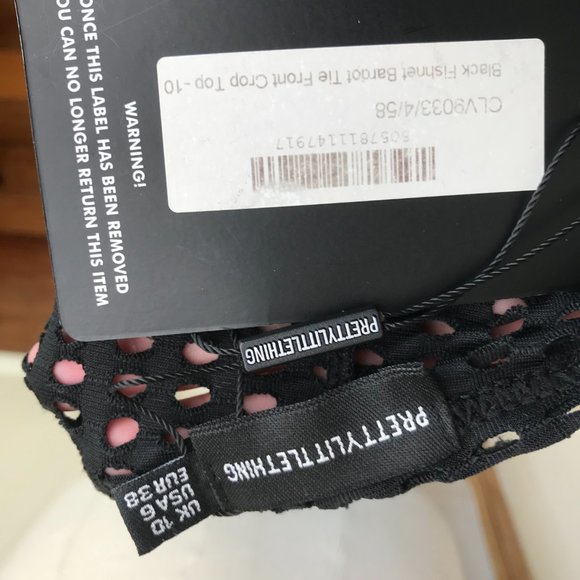 WARNING!
ONCE THIS LABEL HAS BEEN REMOVED
YOU CAN NO LONGER RETURN THIS ITEM
Black Fishnet Bardot Tie Front Crop Top - 10
CLV9033/4/58
5057811147917
PRETTYLITTLETHING
PRETTYLITTLETHING
UK 10
USA 6
EUR 38